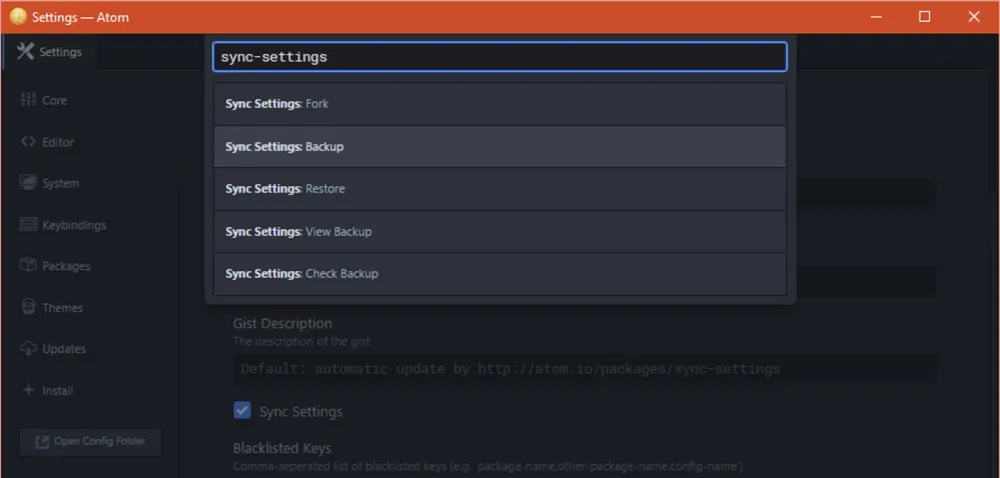 Settings — Atom
Settings
sync-settings
Sync Settings: Fork
Sync Settings: Backup
Sync Settings: Restore
Sync Settings: View Backup
Sync Settings: Check Backup
Core
Editor
System
Keybindings
Packages
Themes
Updates
Install
Open Config Folder
Gist Description
The description of the gist
Default: automatic update by http://atom.io/packages/sync-settings
Sync Settings
Blacklisted Keys
Comma-seperated list of blacklisted keys (e.g. 'package-name,other-package-name.config-name')